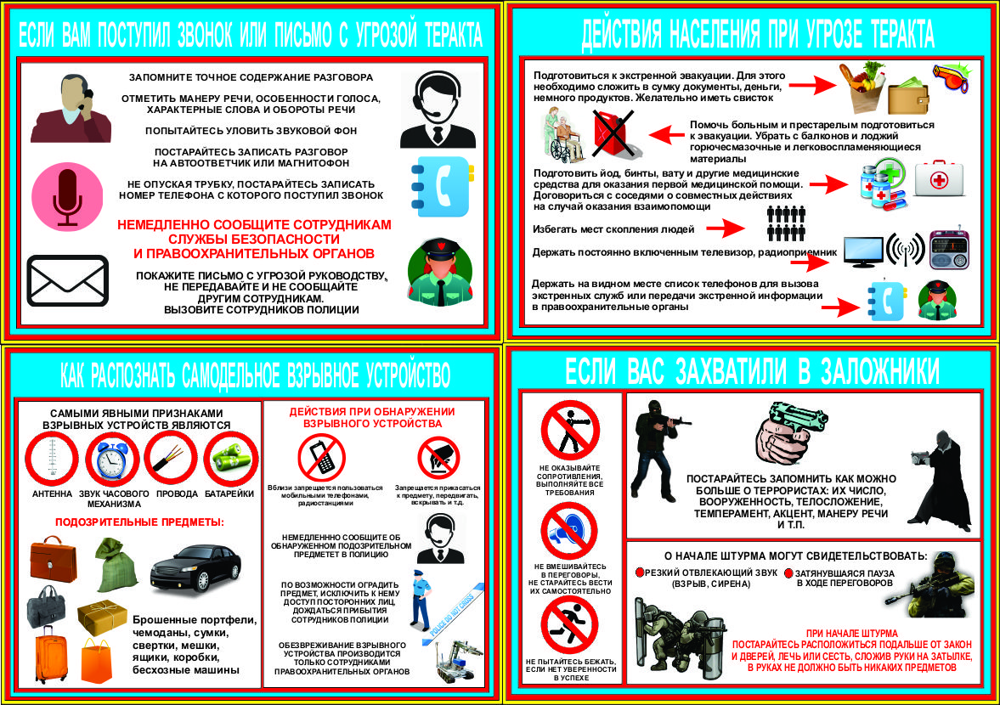 ЕСЛИ ВАМ ПОСТУПИЛ ЗВОНОК ИЛИ ПИСЬМО С УГРОЗОЙ ТЕРАКТА
ЗАПОМНИТЕ ТОЧНОЕ СОДЕРЖАНИЕ РАЗГОВОРА
ОТМЕТИТЬ МАНЕРУ РЕЧИ, ОСОБЕННОСТИ ГОЛОСА,
ХАРАКТЕРНЫЕ СЛОВА И ОБОРОТЫ РЕЧИ
ПОПЫТАЙТЕСЬ УЛОВИТЬ ЗВУКОВОЙ ФОН
ПОСТАРАЙТЕСЬ ЗАПИСАТЬ РАЗГОВОР
НА АВТООТВЕТЧИК ИЛИ МАГНИТОФОН
НЕ ОПУСКАЯ ТРУБКУ, ПОСТАРАЙТЕСЬ ЗАПИСАТЬ
НОМЕР ТЕЛЕФОНА С КОТОРОГО ПОСТУПИЛ ЗВОНОК
НЕМЕДЛЕННО СООБЩИТЕ СОТРУДНИКАМ
СЛУЖБЫ БЕЗОПАСНОСТИ
И ПРАВООХРАНИТЕЛЬНЫХ ОРГАНОВ
ПОКАЖИТЕ ПИСЬМО С УГРОЗОЙ РУКОВОДСТВУ,
НЕ ПЕРЕДАВАЙТЕ И НЕ СООБЩАЙТЕ
ДРУГИМ СОТРУДНИКАМ.
ВЫЗОВИТЕ СОТРУДНИКОВ ПОЛИЦИИ
ДЕЙСТВИЯ НАСЕЛЕНИЯ ПРИ УГРОЗЕ ТЕРАКТА
Подготовиться к экстренной эвакуации. Для этого
необходимо сложить в сумку документы, деньги,
немного продуктов. Желательно иметь свисток
Помочь больным и престарелым подготовиться
к эвакуации. Убрать с балконов и лоджий
горючесмазочные и легковоспламеняющиеся
материалы
Подготовить йод, бинты, вату и другие медицинские
средства для оказания первой медицинской помощи.
Договориться с соседями о совместных действиях
на случай оказания взаимопомощи
Избегать мест скопления людей
Держать постоянно включенным телевизор, радиоприемник
Держать на видном месте список телефонов для вызова
экстренных служб или передачи экстренной информации
в правоохранительные органы
КАК РАСПОЗНАТЬ САМОДЕЛЬНОЕ ВЗРЫВНОЕ УСТРОЙСТВО
САМЫМИ ЯВНЫМИ ПРИЗНАКАМИ
ВЗРЫВНЫХ УСТРОЙСТВ ЯВЛЯЮТСЯ
АНТЕННА ЗВУК ЧАСОВОГО ПРОВОДА БАТАРЕЙКИ
МЕХАНИЗМА
ПОДОЗРИТЕЛЬНЫЕ ПРЕДМЕТЫ:
Брошенные портфели,
чемоданы, сумки,
свертки, мешки,
ящики, коробки,
бесхозные машины
ДЕЙСТВИЯ ПРИ ОБНАРУЖЕНИИ
ВЗРЫВНОГО УСТРОЙСТВА
Вблизи запрещается пользоваться
мобильными телефонами,
радиостанциями
Запрещается прикасаться
к предмету, передвигать,
вскрывать и т.д.
НЕМЕДЛЕНННО СООБЩИТЕ ОБ
ОБНАРУЖЕННОМ ПОДОЗРИТЕЛЬНОМ
ПРЕДМЕТЕТ В ПОЛИЦИЮ
ПО ВОЗМОЖНОСТИ ОГРАДИТЬ
ПРЕДМЕТ, ИСКЛЮЧИТЬ К НЕМУ
ДОСТУП ПОСТОРОННИХ ЛИЦ,
ДОЖДАТЬСЯ ПРИБЫТИЯ
СОТРУДНИКОВ ПОЛИЦИИ
POLICE DO NOT CROSS
ОБЕЗВРЕЖИВАНИЕ ВЗРЫВНОГО
УСТРОЙСТВА ПРОИЗВОДИТСЯ
ТОЛЬКО СОТРУДНИКАМИ
ПРАВООХРАНИТЕЛЬНЫХ ОРГАНОВ
ЕСЛИ ВАС ЗАХВАТИЛИ В ЗАЛОЖНИКИ
НЕ ОКАЗЫВАЙТЕ
СОПРОТИВЛЕНИЯ,
ВЫПОЛНЯЙТЕ ВСЕ
ТРЕБОВАНИЯ
НЕ ВМЕШИВАЙТЕСЬ
В ПЕРЕГОВОРЫ,
НЕ СТАРАЙТЕСЬ ВЕСТИ
ИХ САМОСТОЯТЕЛЬНО
НЕ ПЫТАЙТЕСЬ БЕЖАТЬ,
ЕСЛИ НЕТ УВЕРЕННОСТИ
В УСПЕХЕ
ПОСТАРАЙТЕСЬ ЗАПОМНИТЬ КАК МОЖНО
БОЛЬШЕ О ТЕРРОРИСТАХ: ИХ ЧИСЛО,
ВООРУЖЕННОСТЬ, ТЕЛОСЛОЖЕНИЕ,
ТЕМПЕРАМЕНТ, АКЦЕНТ, МАНЕРУ РЕЧИ
И Т.П.
О НАЧАЛЕ ШТУРМА МОГУТ СВИДЕТЕЛЬСТВОВАТЬ:
РЕЗКИЙ ОТВЛЕКАЮЩИЙ ЗВУК
(ВЗРЫВ, СИРЕНА)
ЗАТЯНУВШАЯСЯ ПАУЗА
В ХОДЕ ПЕРЕГОВОРОВ
ПРИ НАЧАЛЕ ШТУРМА
ПОСТАРАЙТЕСЬ РАСПОЛОЖИТЬСЯ ПОДАЛЬШЕ ОТ ЗАКОН
И ДВЕРЕЙ, ЛЕЧЬ ИЛИ СЕСТЬ, СЛОЖИВ РУКИ НА ЗАТЫЛКЕ,
В РУКАХ НЕ ДОЛЖНО БЫТЬ НИКАКИХ ПРЕДМЕТОВ